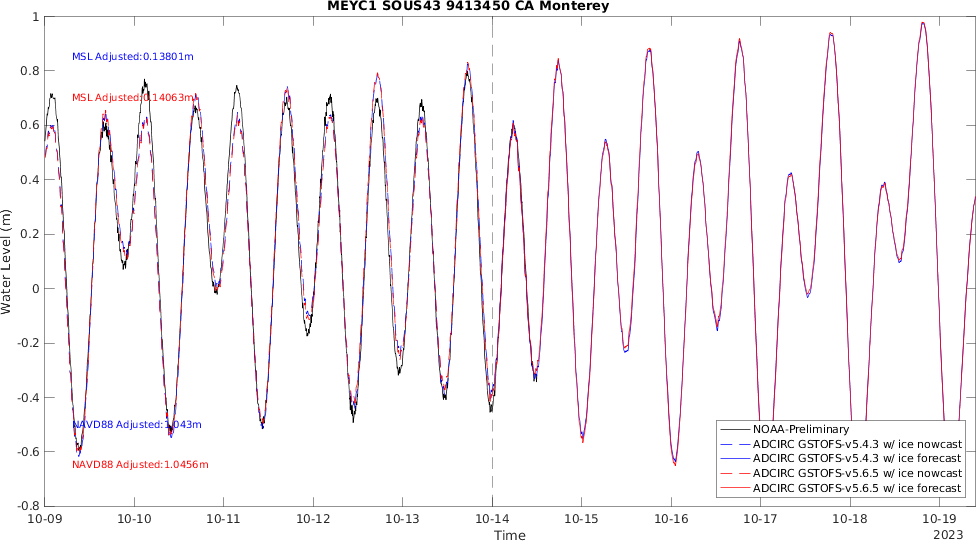 MEYC1 SOUS43 9413450 CA Monterey
1
0.8
0.6
0.4
0.2
0
-0.2
-0.4
-0.6
-0.8
Water Level (m)
MSL Adjusted:0.13801m
MSL Adjusted:0.14063m
NAVD88 Adjusted:1.043m
NAVD88 Adjusted:1.0456m
NOAA-Preliminary
ADCIRC GSTOFS-v5.4.3 w/ ice nowcast
ADCIRC GSTOFS-v5.4.3 w/ ice forecast
ADCIRC GSTOFS-v5.6.5 w/ ice nowcast
ADCIRC GSTOFS-v5.6.5 w/ ice forecast
10-09 10-10 10-11 10-12 10-13 10-14 10-15 10-16 10-17 10-18 10-19
Time
2023